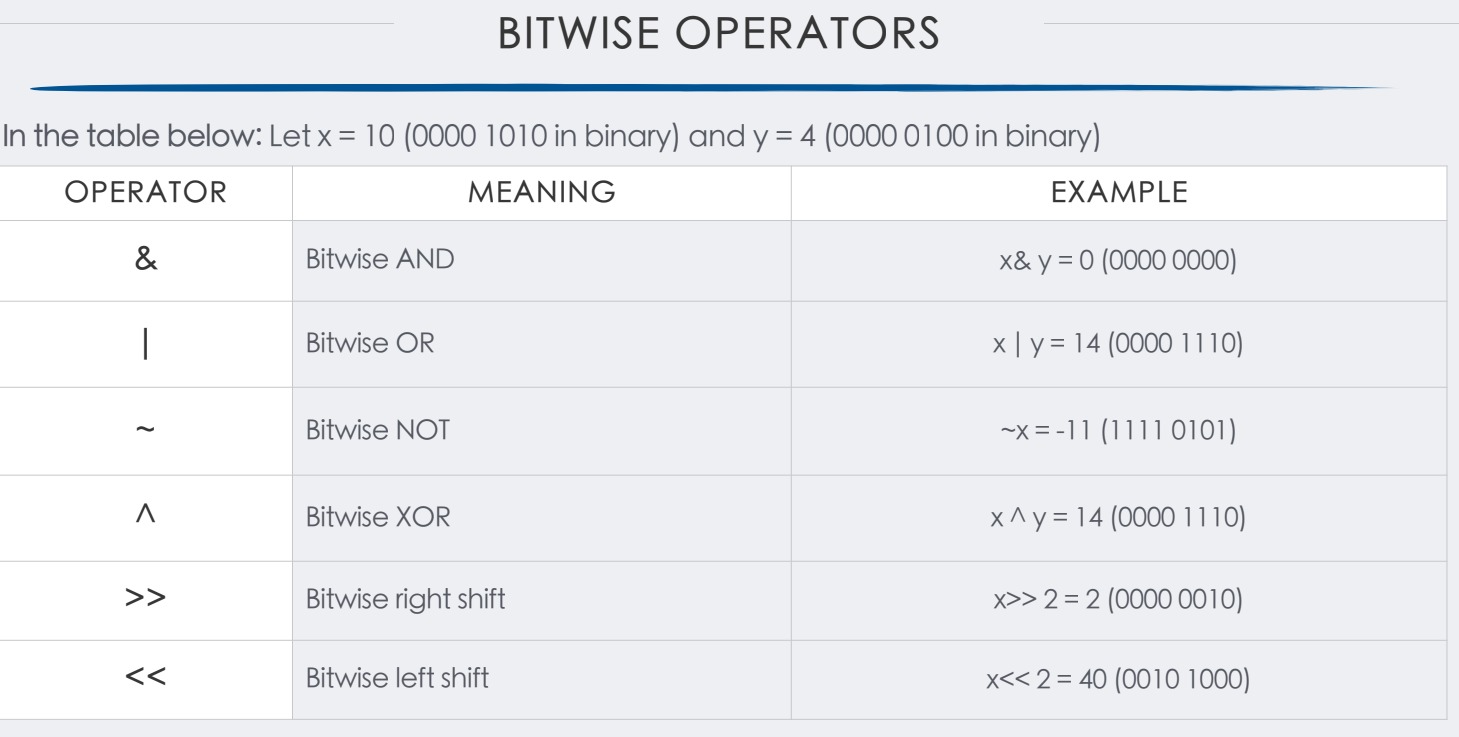 BITWISE OPERATORS
In the table below: Let x = 10 (0000 1010 in binary) and y = 4 (0000 0100 in binary)
OPERATOR MEANING EXAMPLE
& Bitwise AND x& y = 0 (0000 0000)
| Bitwise OR x | y = 14 (0000 1110)
~ Bitwise NOT ~x = -11 (1111 0101)
^ Bitwise XOR x ^ y = 14 (0000 1110)
>> Bitwise right shift x>> 2 = 2 (0000 0010)
<< Bitwise left shift x<< 2 = 40 (0010 1000)